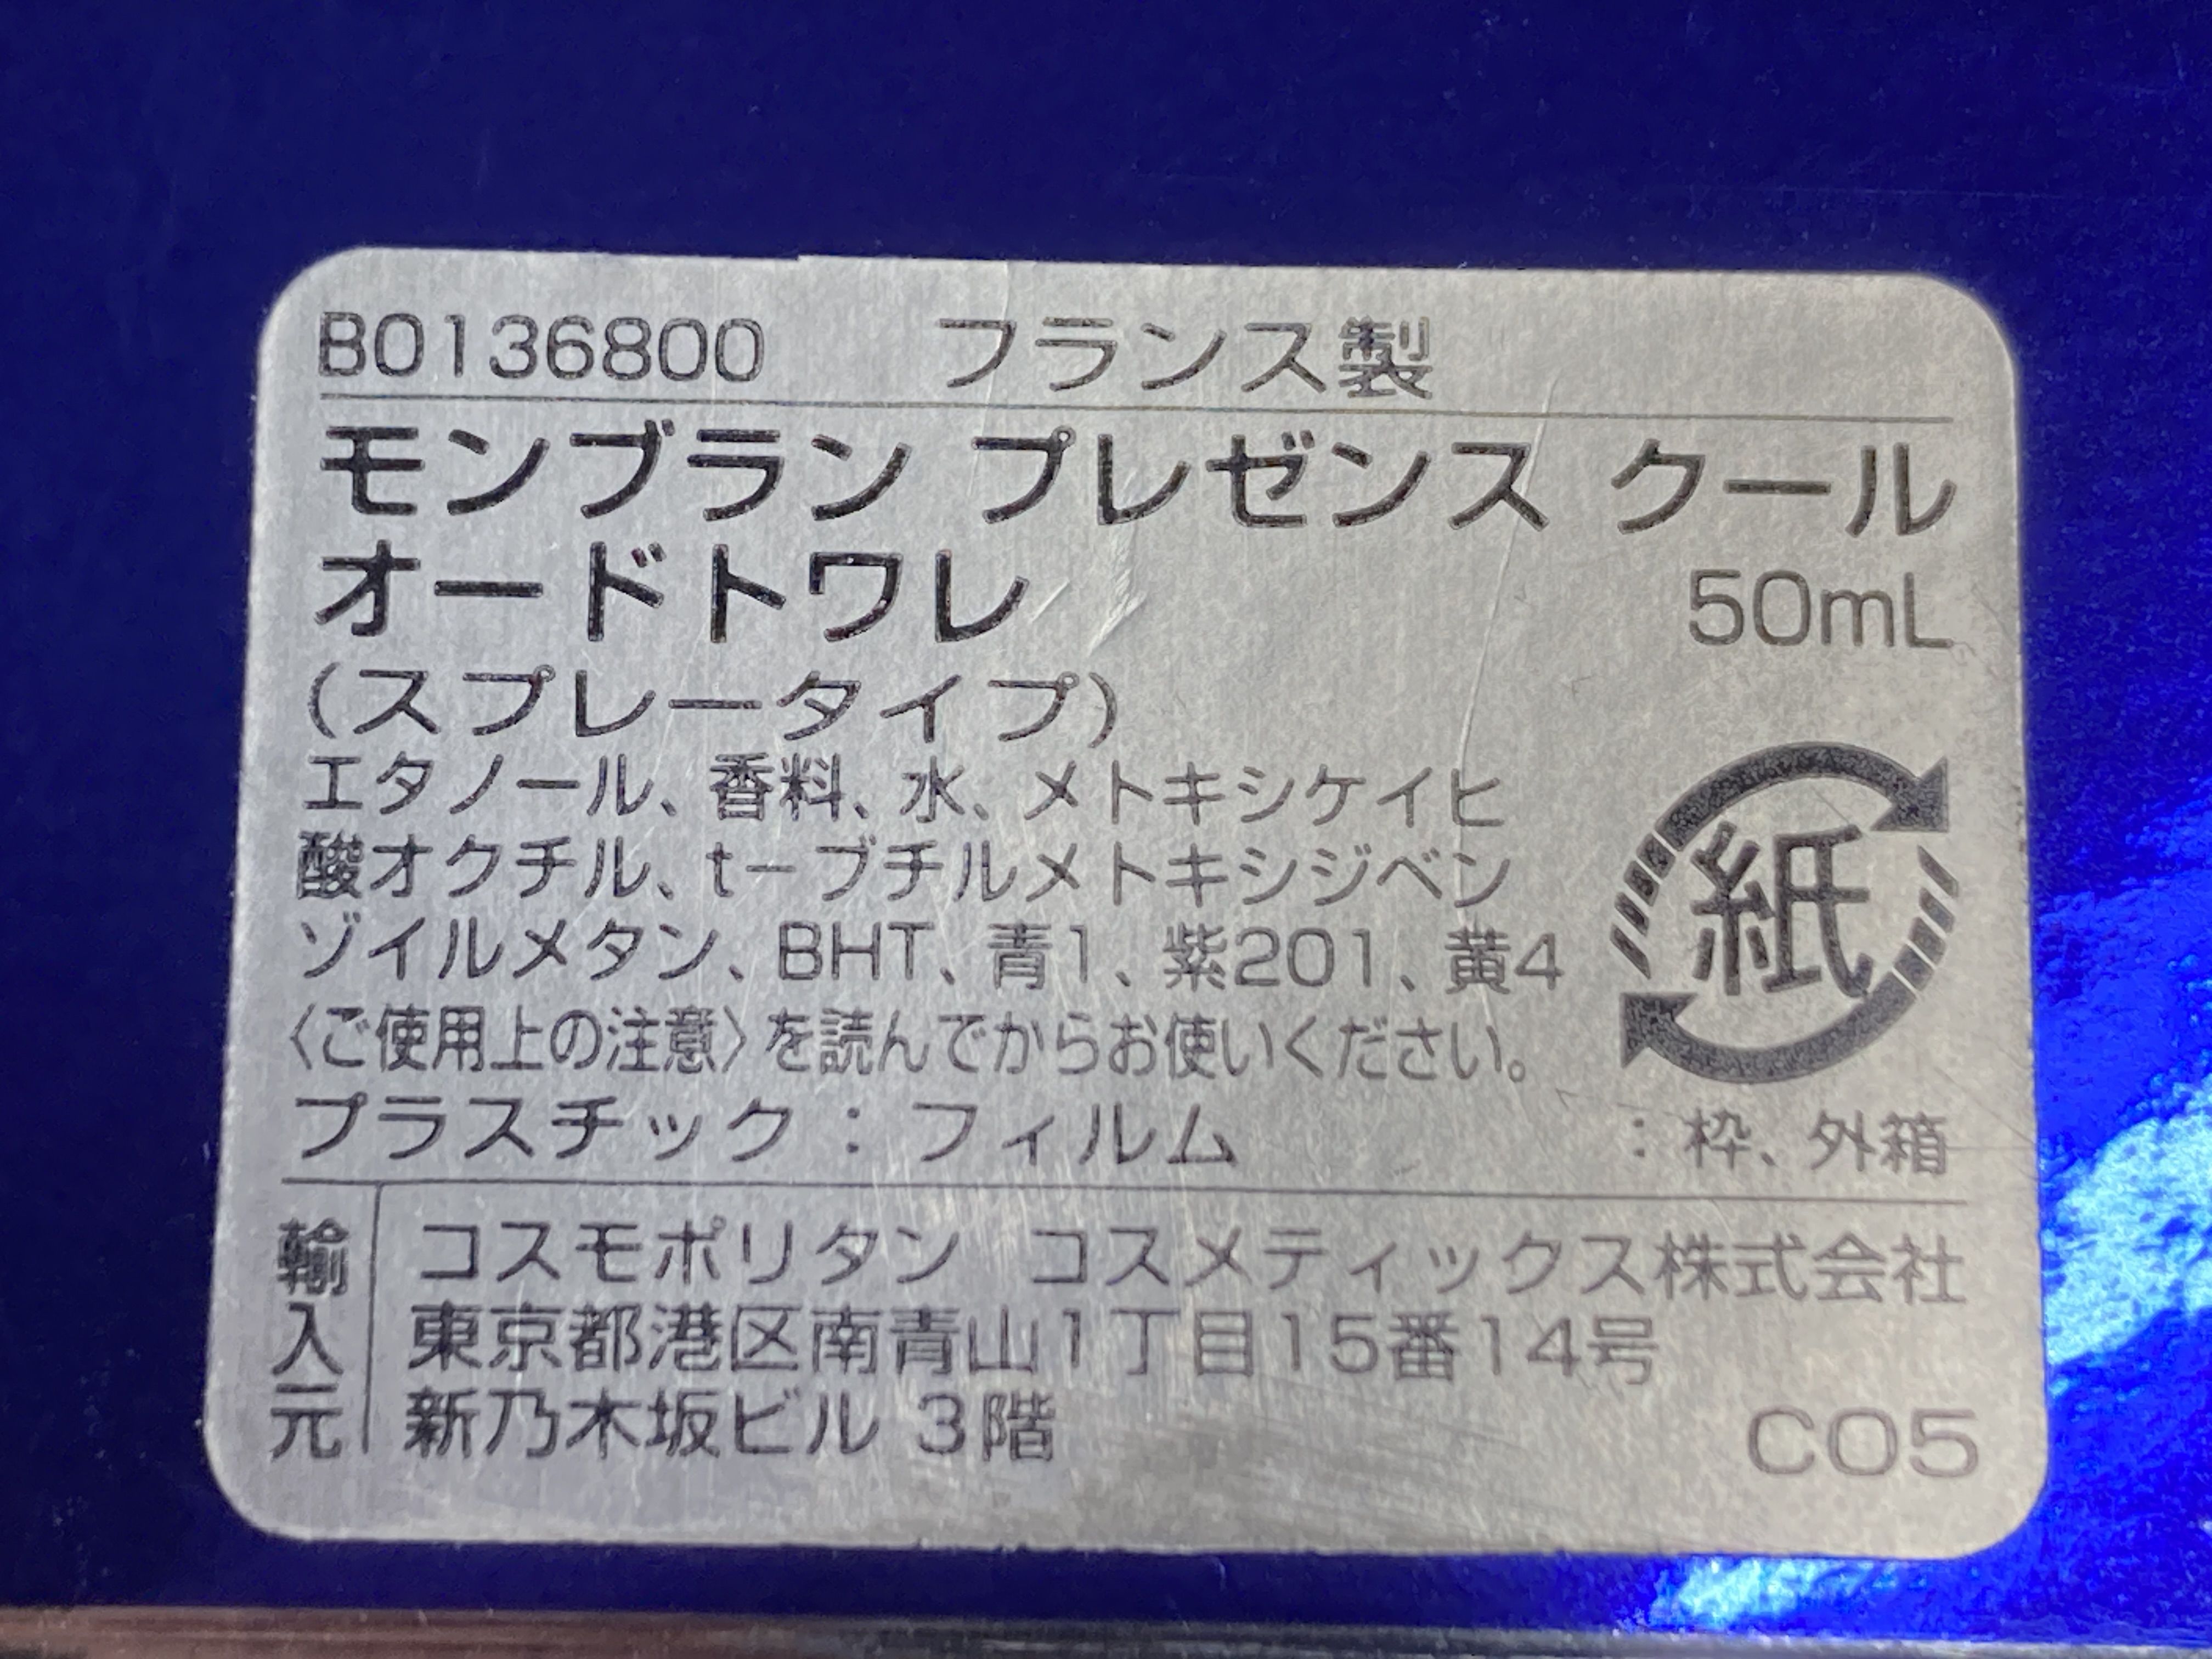 B0136800 フランス製
モンブラン プレゼンス クール
オードトワレ 50mL
(スプレータイプ)
エタノール、香料、水、メトキシケイヒ
酸オクチル、t-ブチルメトキシジベン
ゾイルメタン、BHT、青1、紫201、黄4
〈ご使用上の注意〉を読んでからお使いください。
紙
プラスチック：フィルム ：枠、外箱
輸入元
コスモポリタン コスメティックス株式会社
東京都港区南青山1丁目15番14号
新乃木坂ビル 3階 C05